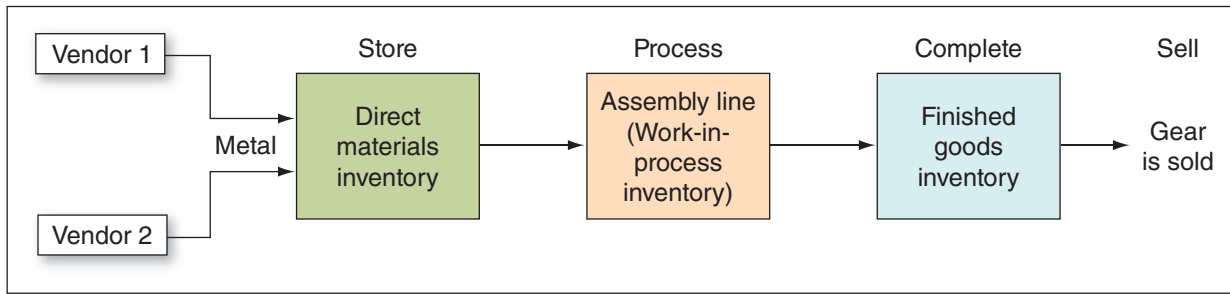 Vendor 1
Vendor 2
Metal
Store
Direct
materials
inventory
Process
Assembly line
(Work-in-
process
inventory)
Complete
Finished
goods
inventory
Sell
Gear
is sold